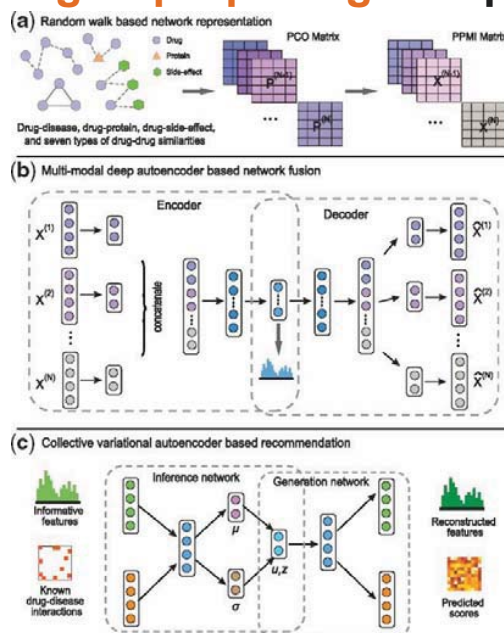 (a) Random walk based network representation
Drug
Protein
Side-effect
PCO Matrix
PPMI Matrix
P(N-1)
X(N-1)
P(N)
X(N)
Drug-disease, drug-protein, drug-side-effect,
and seven types of drug-drug similarities
(b) Multi-modal deep autoencoder based network fusion
Encoder
Decoder
X(1)
X̂(1)
X(2)
X̂(2)
concatenate
X(N)
X̂(N)
(c) Collective variational autoencoder based recommendation
Inference network
Generation network
Informative
features
μ
u,z
Reconstructed
features
Known
drug-disease
interactions
σ
Predicted
scores